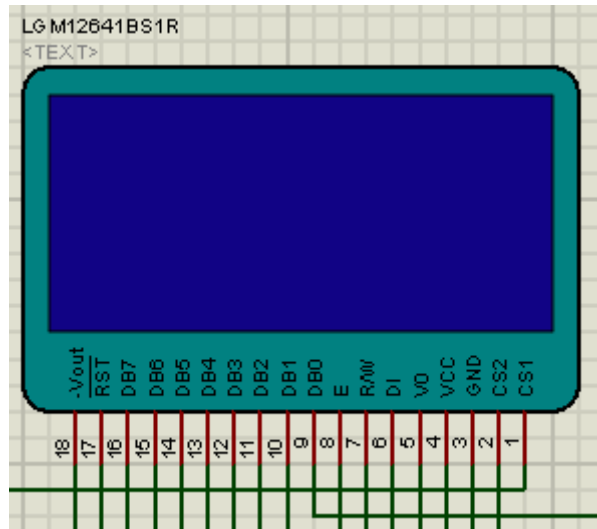 LGM12641BS1R
<TEXT>
-Vout
RST
DB7
DB6
DB5
DB4
DB3
DB2
DB1
DB0
E
R/W
DI
V0
VCC
GND
CS2
CS1
18
17
16
15
14
13
12
11
10
9
8
7
6
5
4
3
2
1